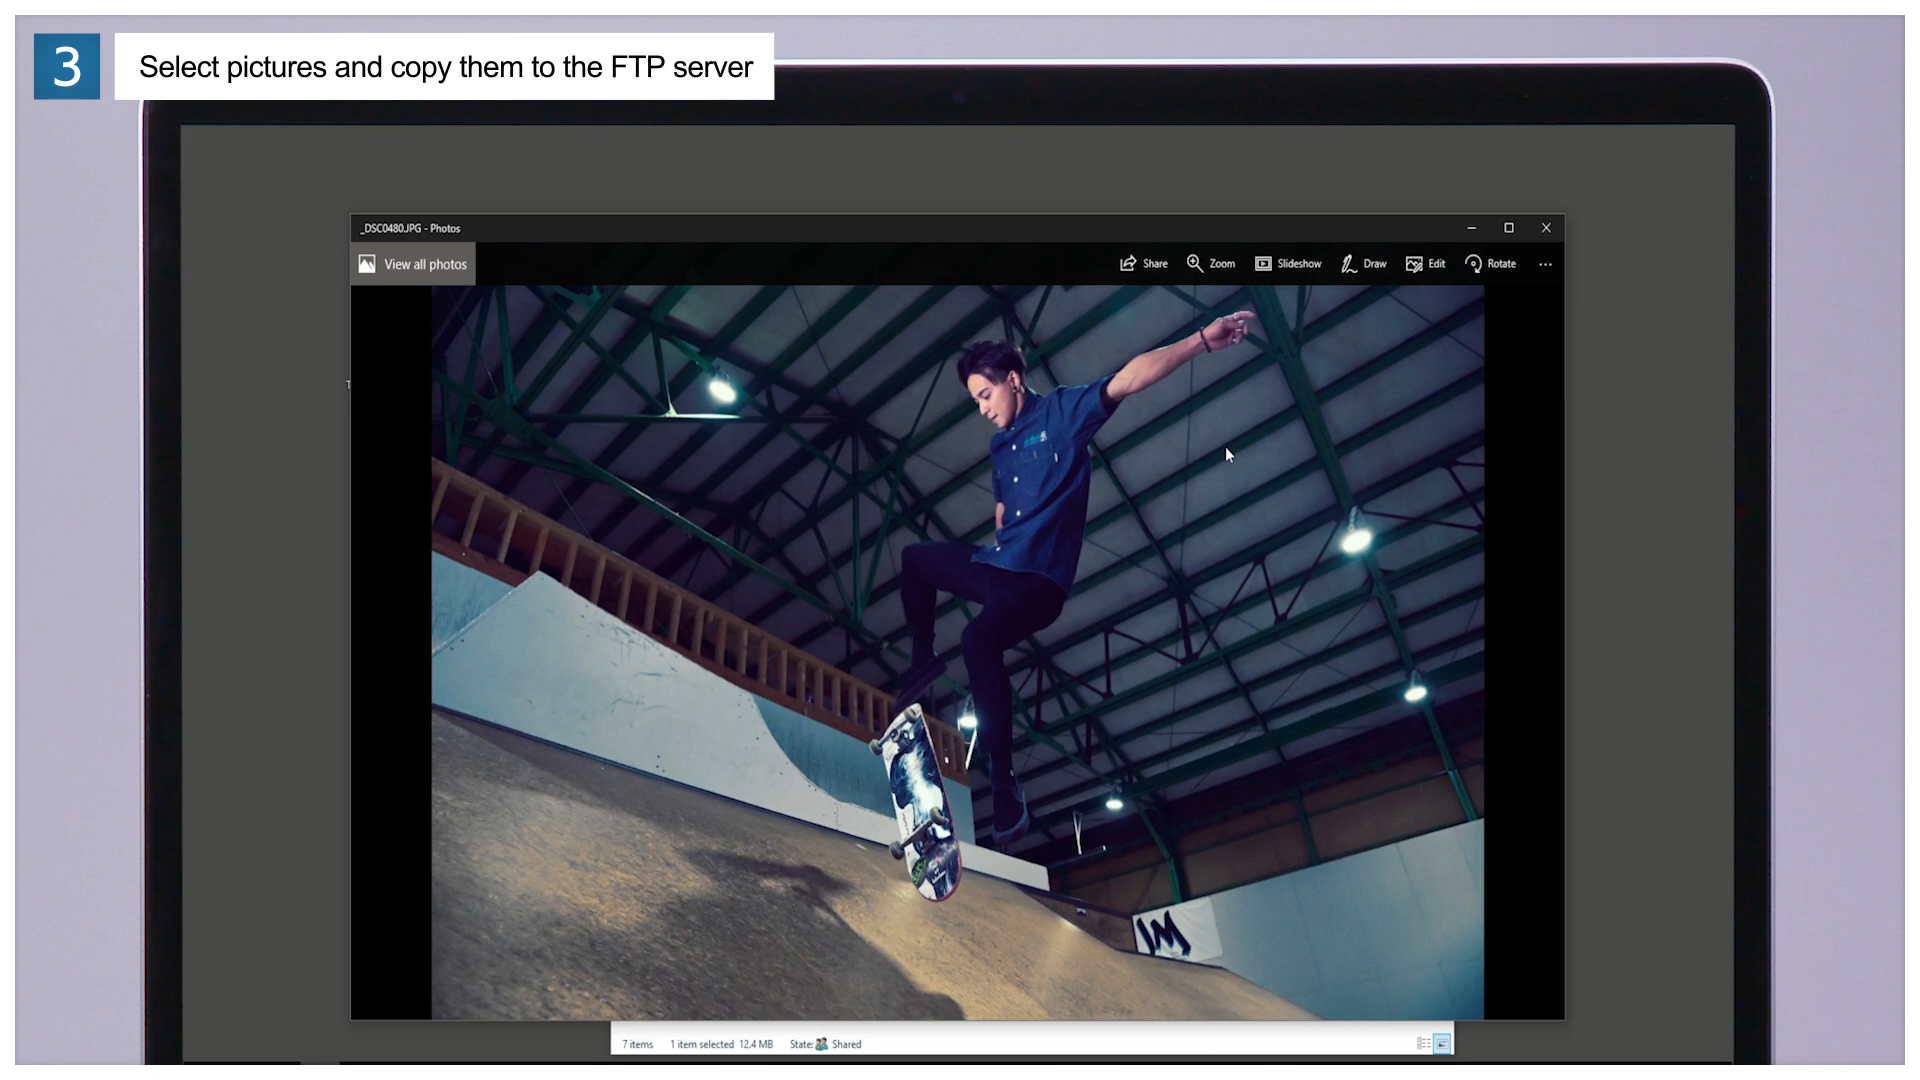 3
Select pictures and copy them to the FTP server
_DSC0480.JPG - Photos
View all photos
Share
Zoom
Slideshow
Draw
Edit
Rotate
T
7 items
1 item selected 12.4 MB
State:
Shared